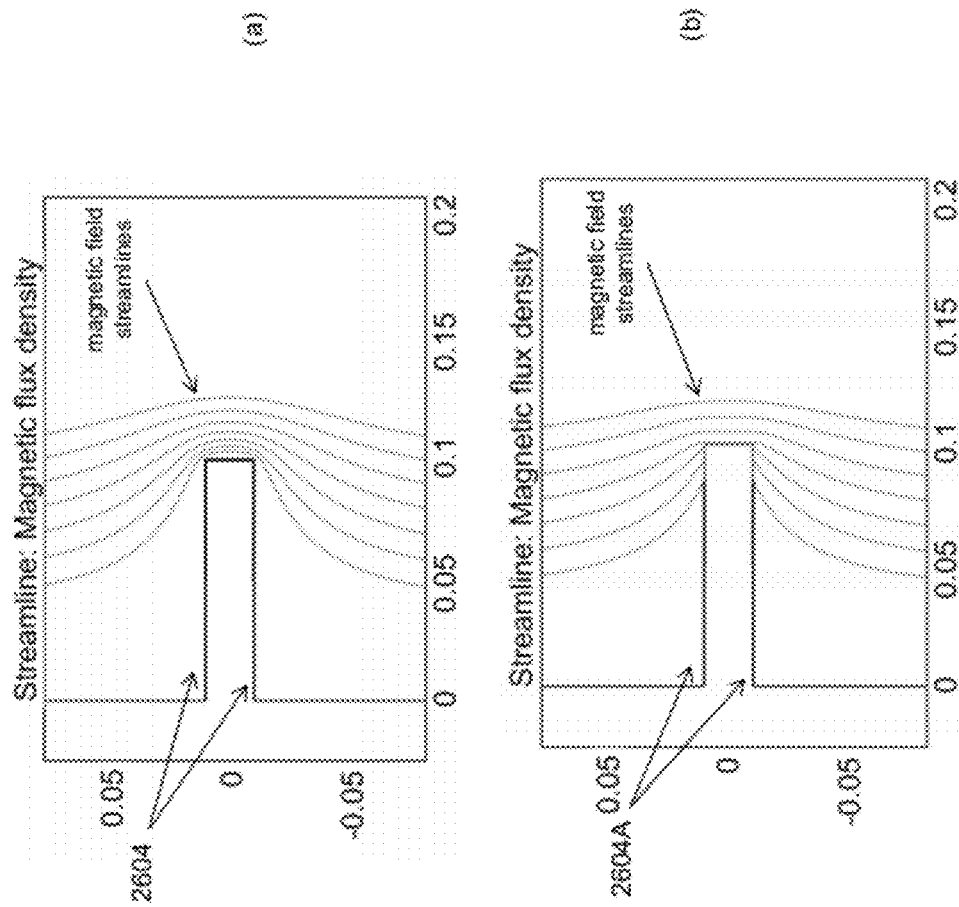 Streamline: Magnetic flux density
magnetic field
streamlines
2604
0.05
0
-0.05
0
0.05
0.1
0.15
0.2
(a)
Streamline: Magnetic flux density
magnetic field
streamlines
2604A
0.05
0
-0.05
0
0.05
0.1
0.15
0.2
(b)